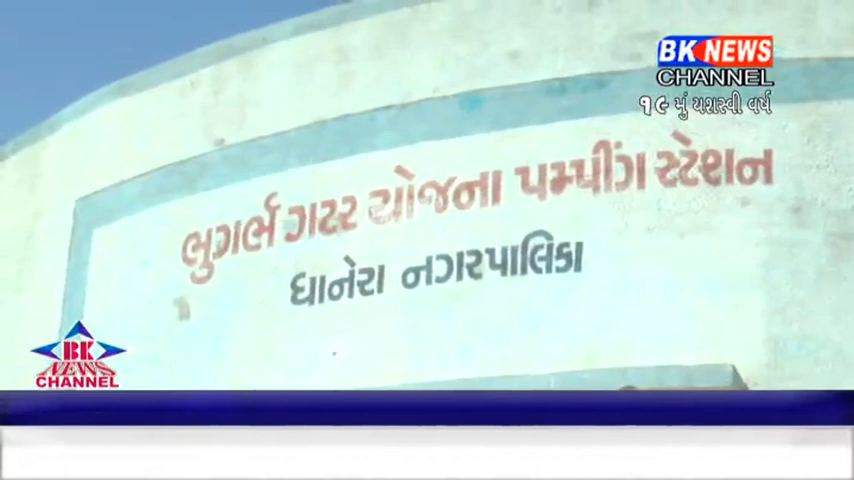 BK NEWS
CHANNEL
૧૯ મું યશસ્વી વર્ષ
ભુગર્ભ ગટર યોજના પમ્પીંગ સ્ટેશન
ધાનેરા નગરપાલિકા
BK
NEWS
CHANNEL